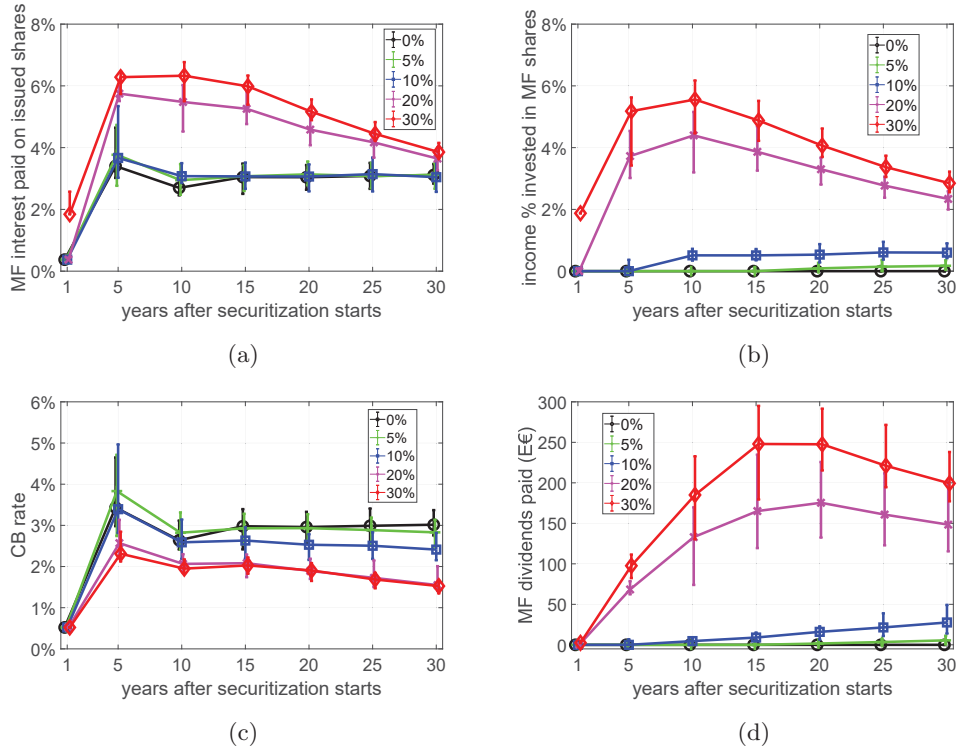 MF interest paid on issued shares
8%
6%
4%
2%
0%
1 5 10 15 20 25 30
years after securitization starts
0%
5%
10%
20%
30%
(a)
income % invested in MF shares
8%
6%
4%
2%
0%
1 5 10 15 20 25 30
years after securitization starts
0%
5%
10%
20%
30%
(b)
CB rate
6%
5%
4%
3%
2%
1%
0%
1 5 10 15 20 25 30
years after securitization starts
0%
5%
10%
20%
30%
(c)
MF dividends paid (E€)
300
250
200
150
100
50
0
1 5 10 15 20 25 30
years after securitization starts
0%
5%
10%
20%
30%
(d)